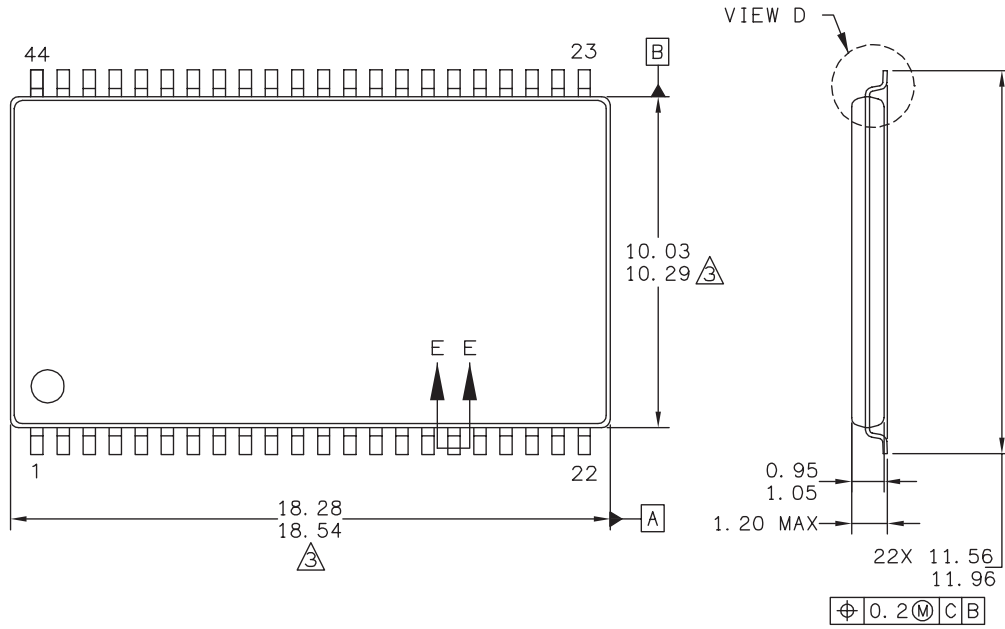 VIEW D
44
23
B
10. 03
10. 29 3
E E
1
22
18. 28
18. 54
3
A
0. 95
1. 05
1. 20 MAX
22X 11. 56
11. 96
⌖ 0. 2 Ⓜ C B